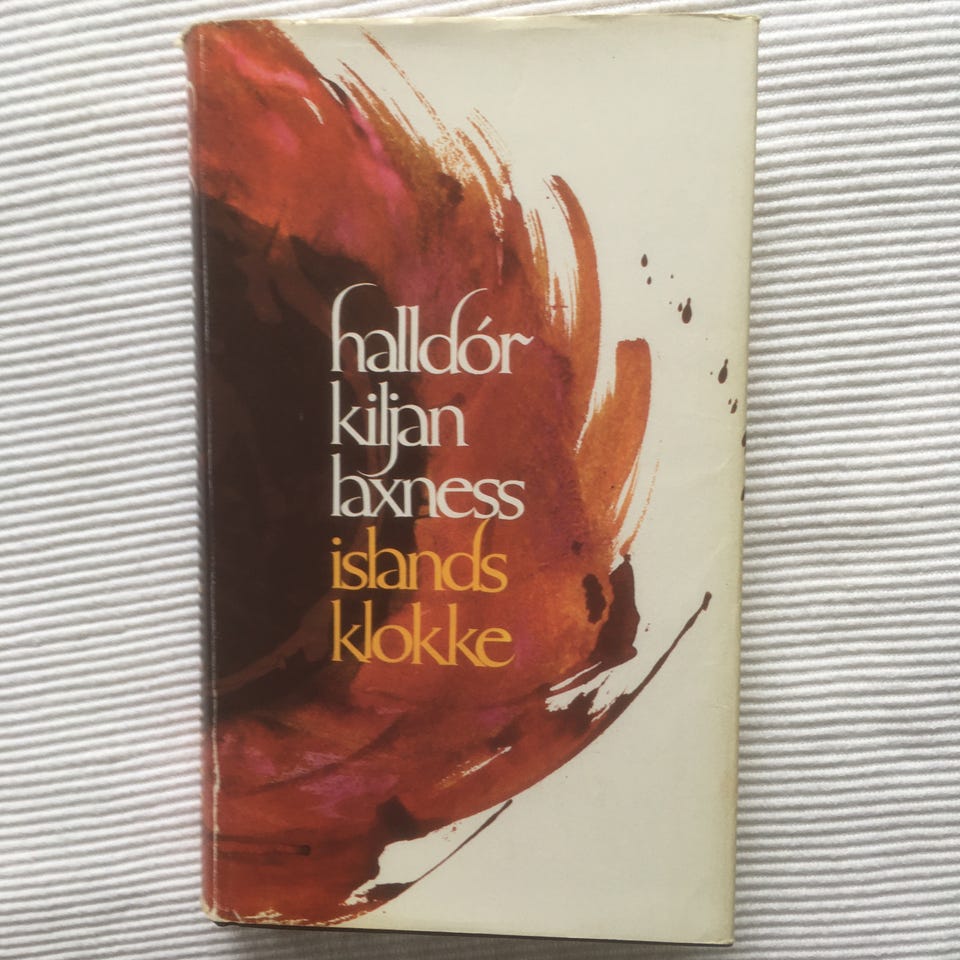 halldór
kiljan
laxness
islands
klokke